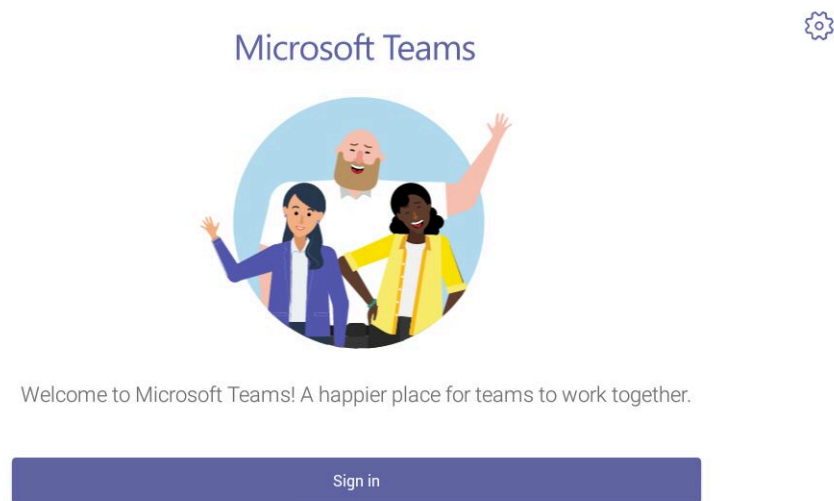 Microsoft Teams
Welcome to Microsoft Teams! A happier place for teams to work together.
Sign in